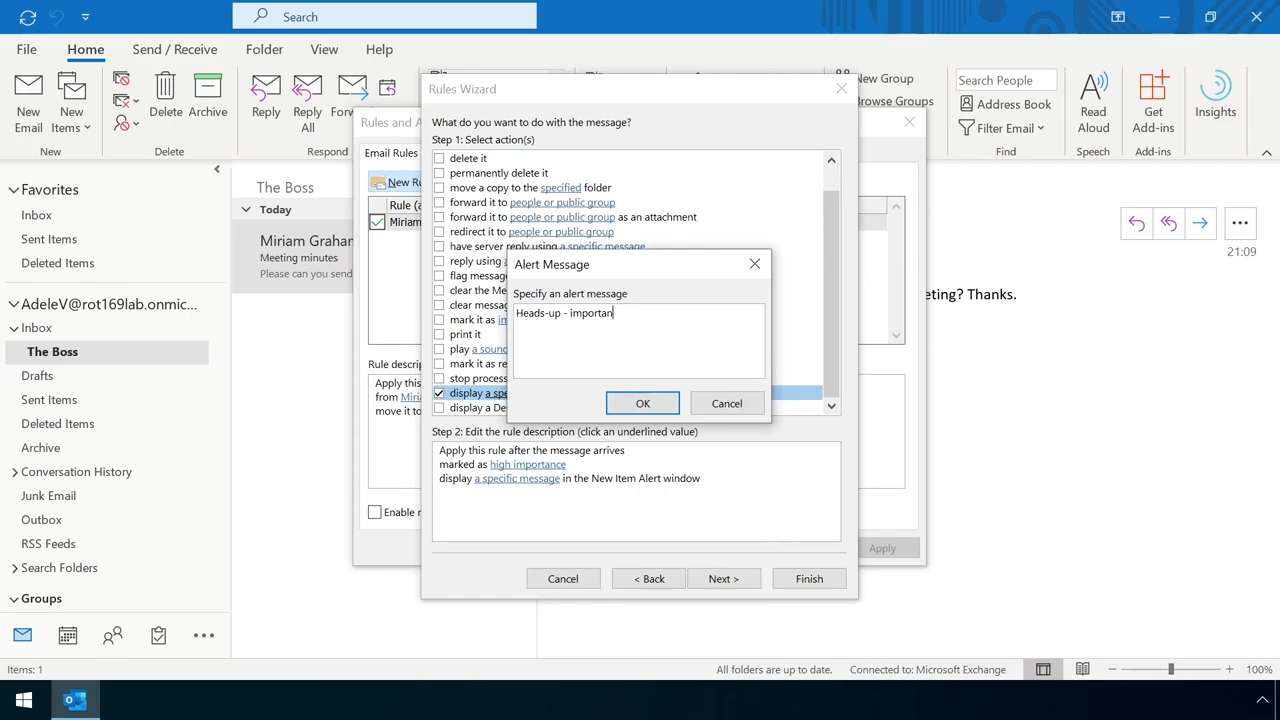 Search
File Home Send / Receive Folder View Help
New Email
New Items
Delete
Archive
Reply
Reply All
New Group
Browse Groups
Search People
Address Book
Filter Email
Read Aloud
Get Add-ins
Insights
New
Delete
Respond
Find
Speech
Add-ins
Favorites
Inbox
Sent Items
Deleted Items
AdeleV@rot169lab.onmic...
Inbox
The Boss
Drafts
Sent Items
Deleted Items
Archive
Conversation History
Junk Email
Outbox
RSS Feeds
Search Folders
Groups
The Boss
Today
Miriam Graham
Meeting minutes
Please can you send
Rules and A
Email Rules
New Ru
Rule (a
Miriam
Rule descrip
Apply this
from Miria
move it to
Enable r
Apply
Rules Wizard
What do you want to do with the message?
Step 1: Select action(s)
delete it
permanently delete it
move a copy to the specified folder
forward it to people or public group
forward it to people or public group as an attachment
redirect it to people or public group
have server reply using a specific message
reply using a
flag message
clear the Me
clear messag
mark it as im
print it
play a sound
mark it as re
stop process
display a spe
display a De
Alert Message
Specify an alert message
Heads-up - importan
OK
Cancel
Step 2: Edit the rule description (click an underlined value)
Apply this rule after the message arrives
marked as high importance
display a specific message in the New Item Alert window
Cancel
< Back
Next >
Finish
21:09
eting? Thanks.
Items: 1
All folders are up to date.
Connected to: Microsoft Exchange
100%